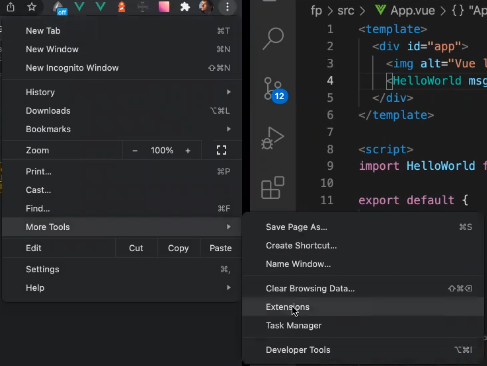 off
New Tab ⌘T
New Window ⌘N
New Incognito Window ⇧⌘N
History
Downloads ⌥⌘L
Bookmarks
Zoom − 100% +
Print... ⌘P
Cast...
Find... ⌘F
More Tools
Edit Cut Copy Paste
Settings ⌘,
Help
Save Page As... ⌘S
Create Shortcut...
Name Window...
Clear Browsing Data... ⇧⌘⌫
Extensions
Task Manager
Developer Tools ⌥⌘I
12
fp > src > App.vue > {} "Ap
1 <template>
2 <div id="app">
3 <img alt="Vue l
4 <HelloWorld msg
5 </div>
6 </template>
7
8 <script>
9 import HelloWorld f
10
11 export default {